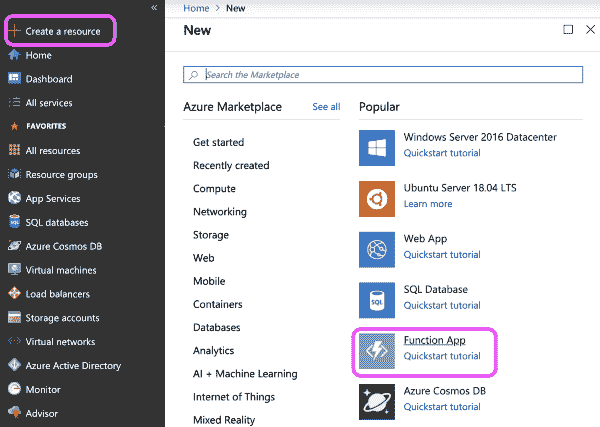 «
Create a resource
Home
Dashboard
All services
FAVORITES
All resources
Resource groups
App Services
SQL databases
Azure Cosmos DB
Virtual machines
Load balancers
Storage accounts
Virtual networks
Azure Active Directory
Monitor
Advisor
Home > New
New
Search the Marketplace
Azure Marketplace See all
Get started
Recently created
Compute
Networking
Storage
Web
Mobile
Containers
Databases
Analytics
AI + Machine Learning
Internet of Things
Mixed Reality
Popular
Windows Server 2016 Datacenter
Quickstart tutorial
Ubuntu Server 18.04 LTS
Learn more
Web App
Quickstart tutorial
SQL Database
Quickstart tutorial
Function App
Quickstart tutorial
Azure Cosmos DB
Quickstart tutorial